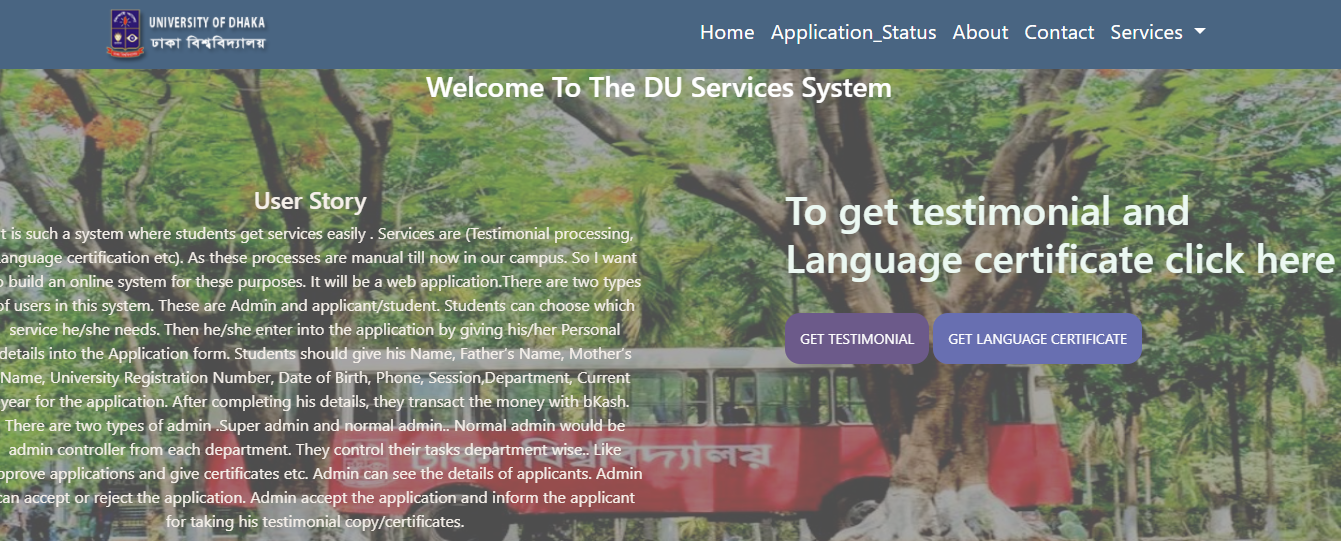 UNIVERSITY OF DHAKA
ঢাকা বিশ্ববিদ্যালয়
Home Application_Status About Contact Services
Welcome To The DU Services System
User Story
t is such a system where students get services easily . Services are (Testimonial processing,
anguage certification etc). As these processes are manual till now in our campus. So I want
o build an online system for these purposes. It will be a web application.There are two types
of users in this system. These are Admin and applicant/student. Students can choose which
service he/she needs. Then he/she enter into the application by giving his/her Personal
details into the Application form. Students should give his Name, Father's Name, Mother's
Name, University Registration Number, Date of Birth, Phone, Session,Department, Current
year for the application. After completing his details, they transact the money with bKash.
There are two types of admin .Super admin and normal admin.. Normal admin would be
admin controller from each department. They control their tasks department wise.. Like
pprove applications and give certificates etc. Admin can see the details of applicants. Admin
can accept or reject the application. Admin accept the application and inform the applicant
for taking his testimonial copy/certificates.
To get testimonial and
Language certificate click here
GET TESTIMONIAL GET LANGUAGE CERTIFICATE
ঢাকা বিশ্ববিদ্যালয়